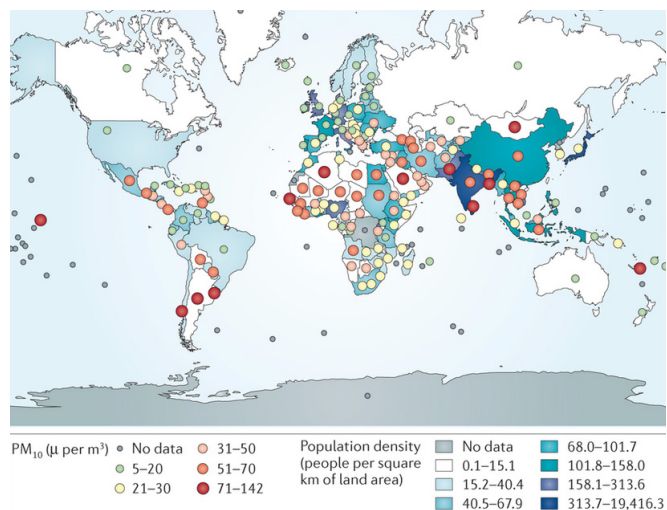 PM10 (μ per m3)
No data
5–20
21–30
31–50
51–70
71–142
Population density
(people per square
km of land area)
No data
0.1–15.1
15.2–40.4
40.5–67.9
68.0–101.7
101.8–158.0
158.1–313.6
313.7–19,416.3